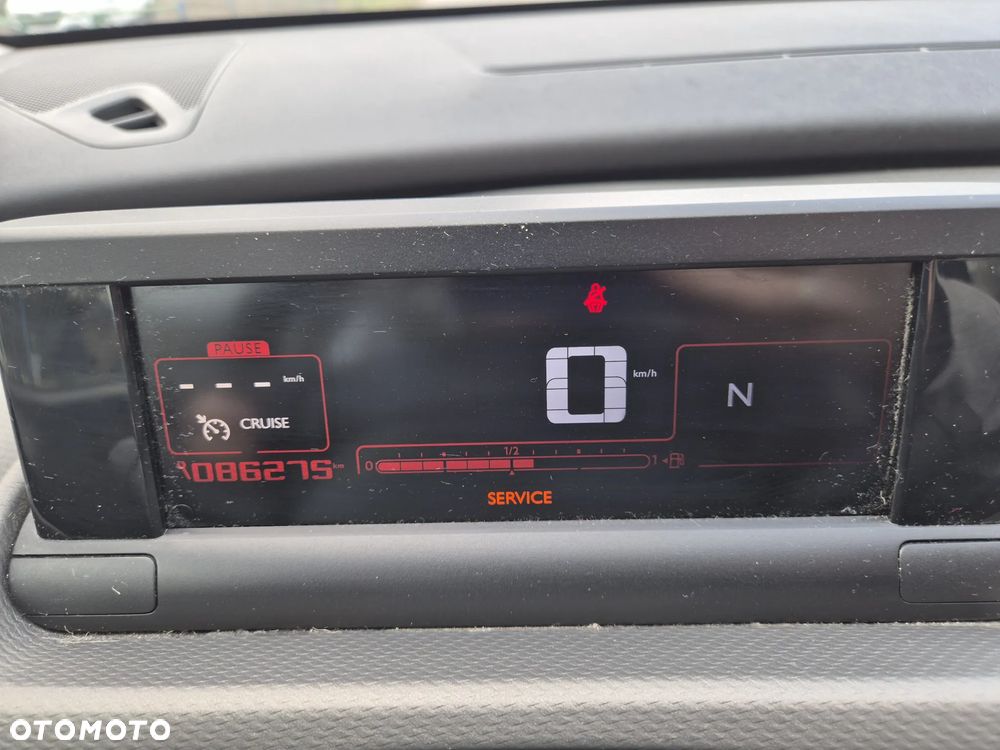 PAUSE
- - - km/h
CRUISE
0 km/h
N
086275 km
0 1/2 1
SERVICE
OTOMOTO